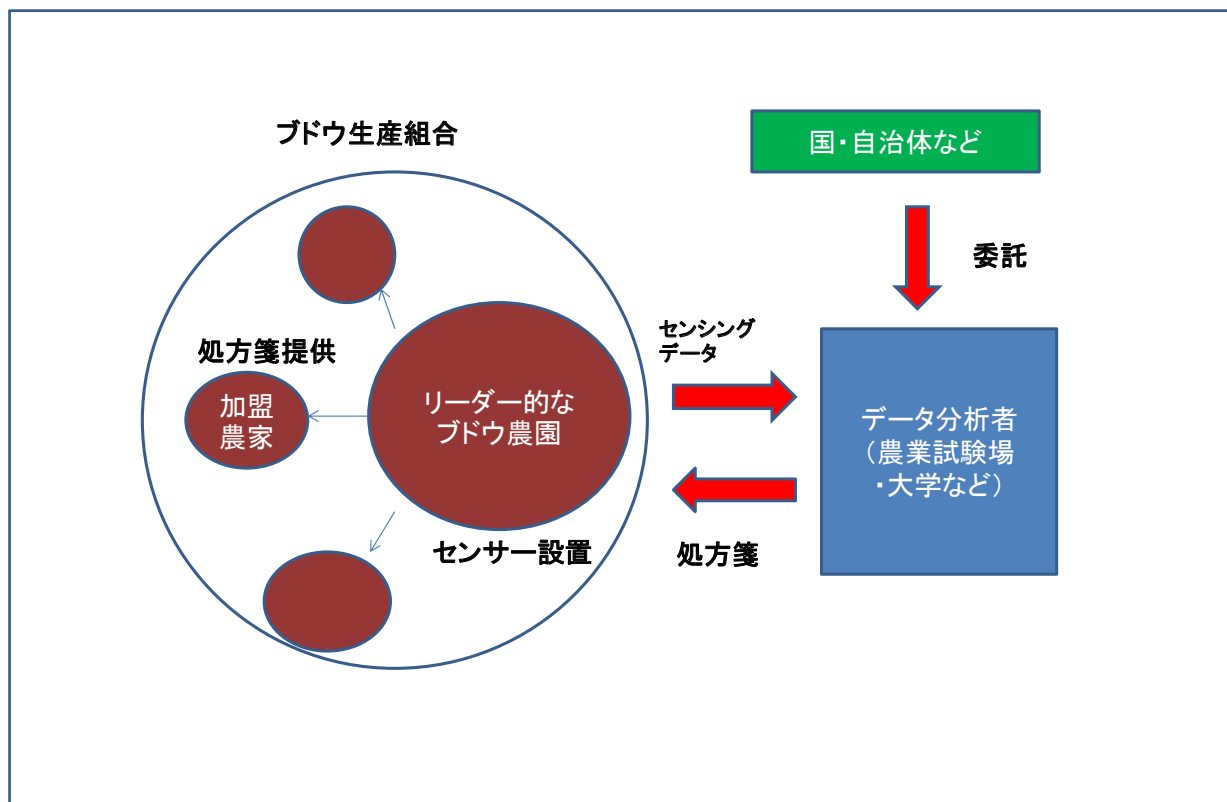 ブドウ生産組合
国・自治体など
委託
処方箋提供
加盟
農家
リーダー的な
ブドウ農園
センサー設置
センシング
データ
処方箋
データ分析者
（農業試験場
・大学など）